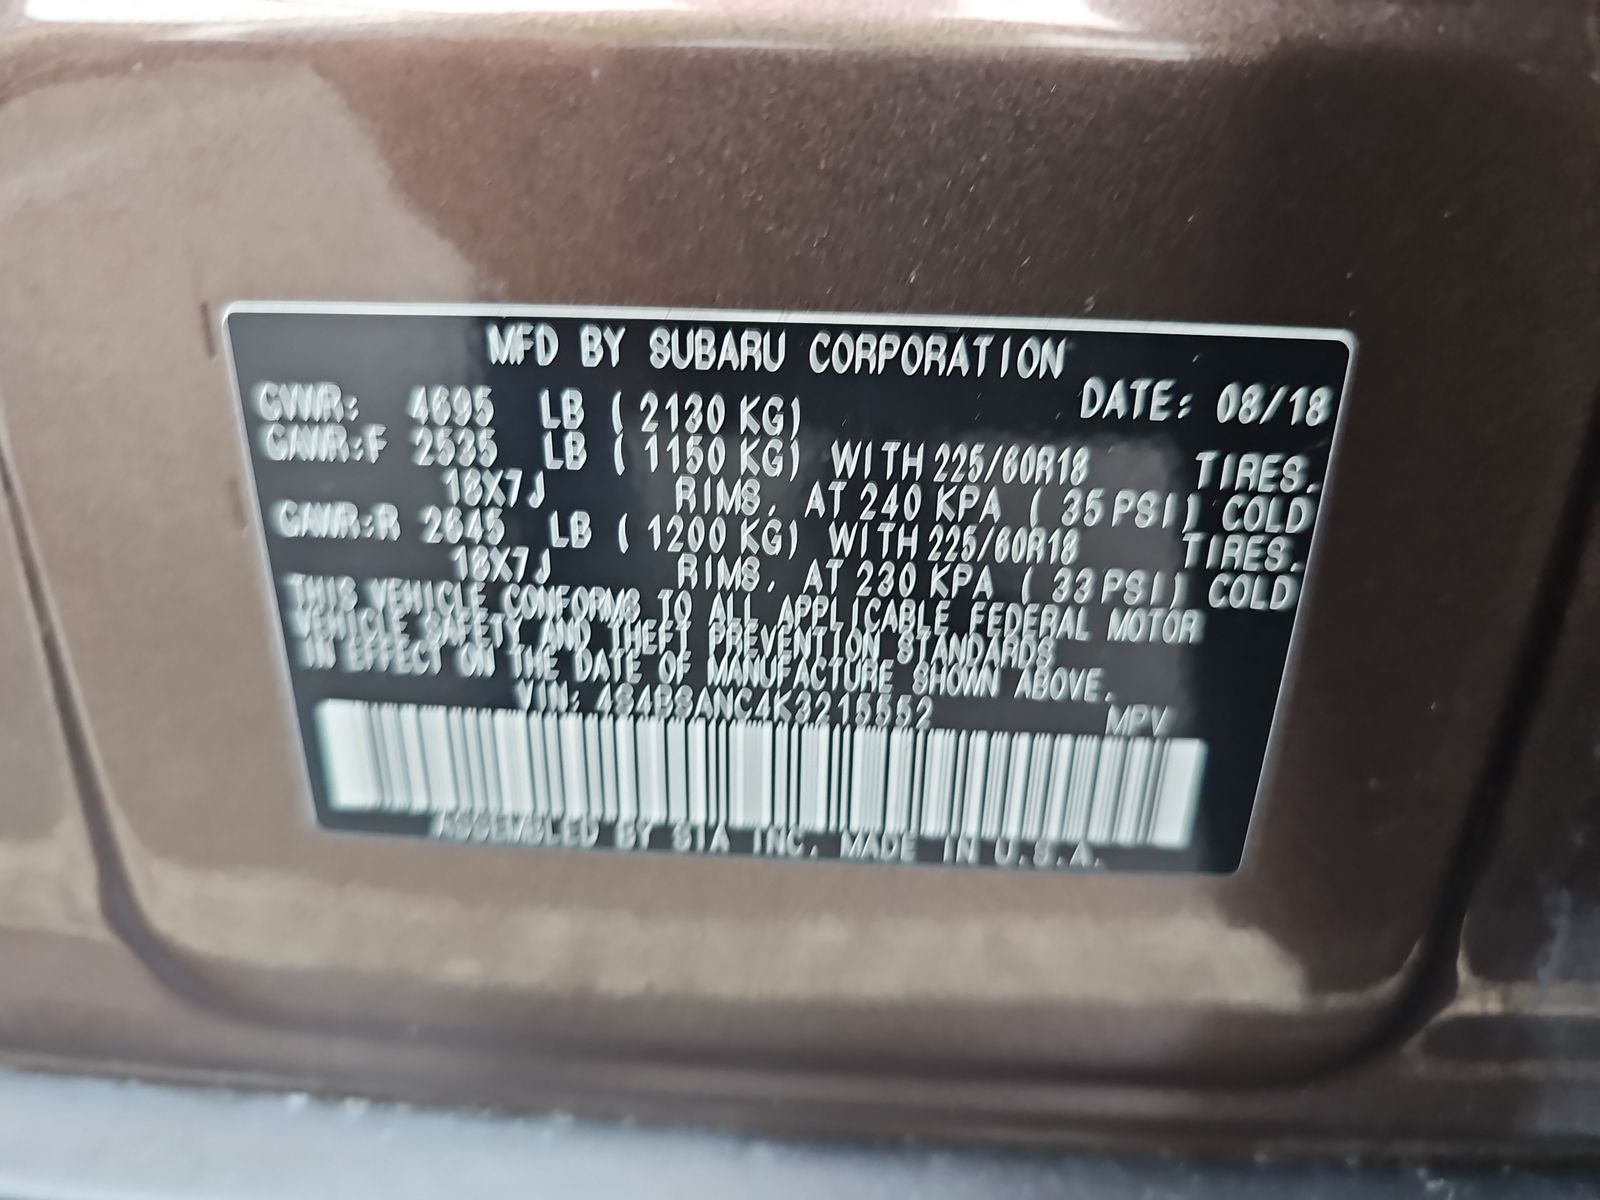 MFD BY SUBARU CORPORATION
DATE: 08/18
GVWR: 4695 LB ( 2130 KG)
GAWR:F 2535 LB ( 1150 KG) WITH 225/60R18 TIRES.
18X7J RIMS. AT 240 KPA ( 35 PSI) COLD
GAWR:R 2645 LB ( 1200 KG) WITH 225/60R18 TIRES.
18X7J RIMS. AT 230 KPA ( 33 PSI) COLD
THIS VEHICLE CONFORMS TO ALL APPLICABLE FEDERAL MOTOR
VEHICLE SAFETY AND THEFT PREVENTION STANDARDS
IN EFFECT ON THE DATE OF MANUFACTURE SHOWN ABOVE.
VIN: 4S4BSANC4K3215552 MPV
ASSEMBLED BY SIA INC. MADE IN U.S.A.